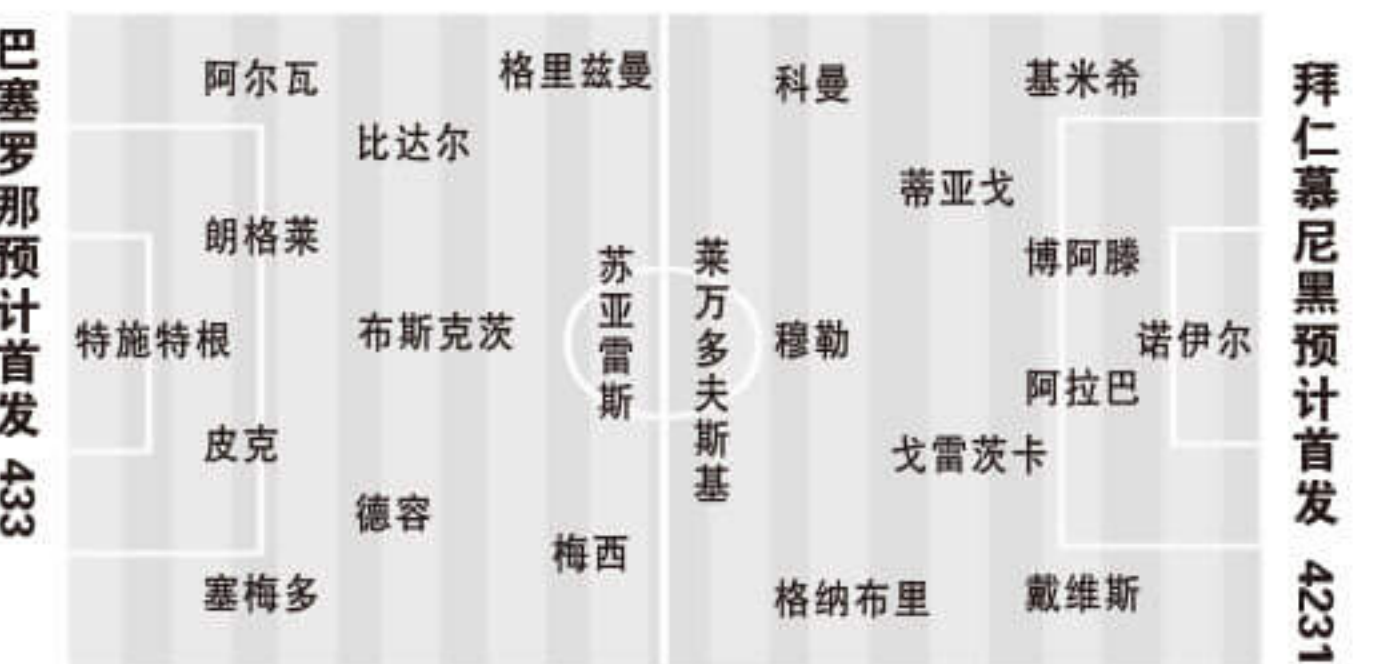 巴塞罗那预计首发 433
阿尔瓦
格里兹曼
比达尔
朗格莱
特施特根
布斯克茨
苏亚雷斯
皮克
德容
梅西
塞梅多
莱万多夫斯基
科曼
基米希
蒂亚戈
博阿滕
穆勒
诺伊尔
阿拉巴
戈雷茨卡
格纳布里
戴维斯
拜仁慕尼黑预计首发 4231